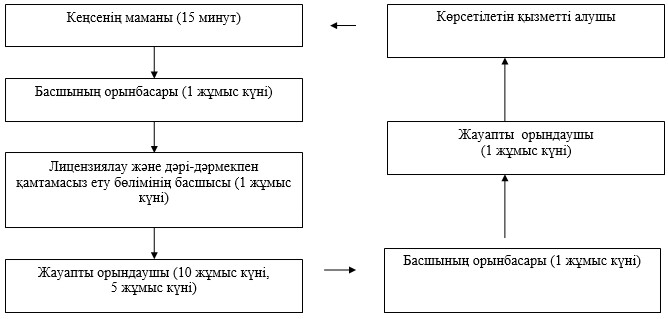 Кеңсенің маманы (15 минут)
Көрсетілетін қызметті алушы
Басшының орынбасары (1 жұмыс күні)
Жауапты орындаушы
(1 жұмыс күні)
Лицензиялау және дәрі-дәрмекпен
қамтамасыз ету бөлімінің басшысы (1 жұмыс
күні)
Жауапты орындаушы (10 жұмыс күні,
5 жұмыс күні)
Басшының орынбасары (1 жұмыс күні)